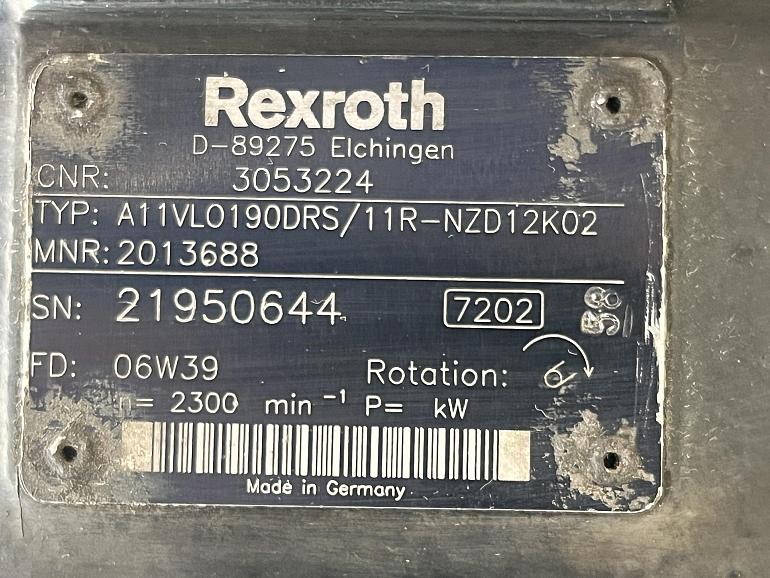 Rexroth
D-89275 Elchingen
CNR: 3053224
TYP: A11VLO190DRS/11R-NZD12K02
MNR: 2013688
SN: 21950644 7202
FD: 06W39 Rotation:
n= 2300 min⁻¹ P= kW
Made in Germany